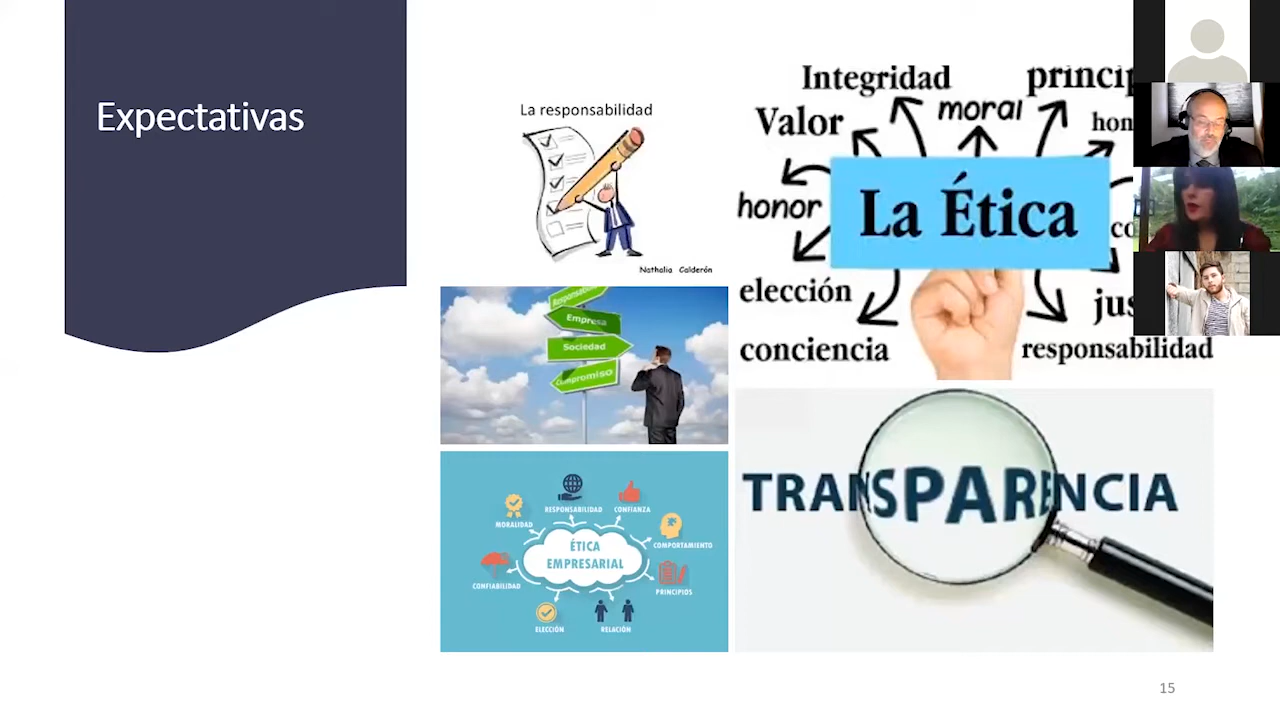 Expectativas
La responsabilidad
Nathalia Calderón
Empresa
Sociedad
Compromiso
ÉTICA
EMPRESARIAL
RESPONSABILIDAD
CONFIANZA
MORALIDAD
COMPORTAMIENTO
CONFIABILIDAD
PRINCIPIOS
ELECCIÓN
RELACIÓN
Integridad
Valor
moral
honor
La Ética
elección
conciencia
responsabilidad
TRANSPARENCIA
15